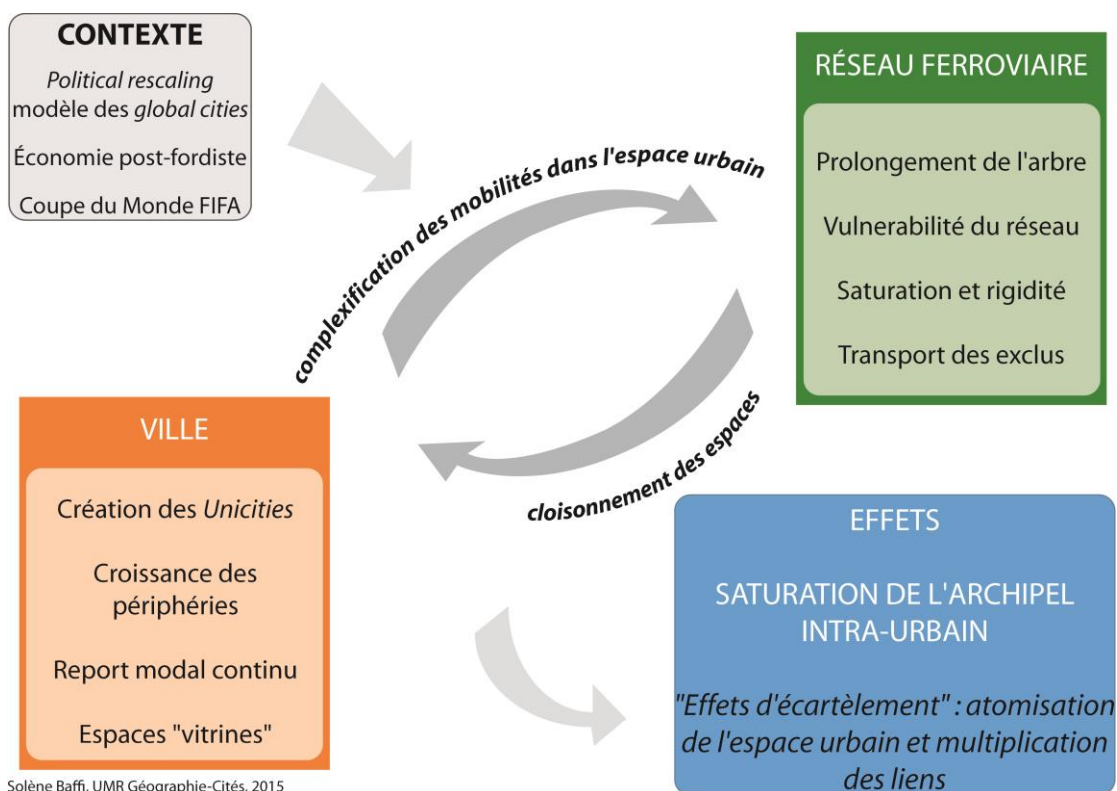 CONTEXTE
Political rescaling
modèle des global cities
Économie post-fordiste
Coupe du Monde FIFA
complexification des mobilités dans l'espace urbain
RÉSEAU FERROVIAIRE
Prolongement de l'arbre
Vulnerabilité du réseau
Saturation et rigidité
Transport des exclus
VILLE
Création des Unicities
Croissance des
périphéries
Report modal continu
Espaces "vitrines"
cloisonnement des espaces
EFFETS
SATURATION DE L'ARCHIPEL
INTRA-URBAIN
"Effets d'écartèlement" : atomisation
de l'espace urbain et multiplication
des liens
Solène Baffi, UMR Géographie-Cités, 2015